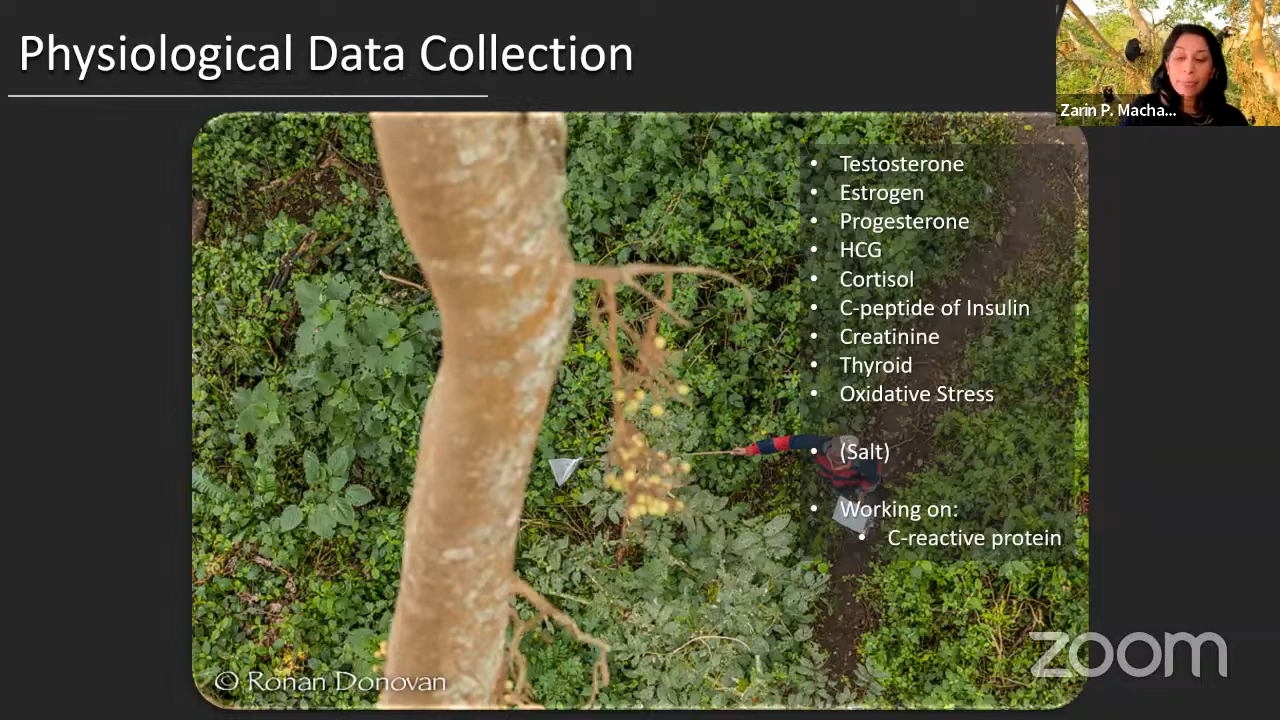 Physiological Data Collection
Zarin P. Macha...
• Testosterone
• Estrogen
• Progesterone
• HCG
• Cortisol
• C-peptide of Insulin
• Creatinine
• Thyroid
• Oxidative Stress
• (Salt)
• Working on:
• C-reactive protein
© Ronan Donovan
zoom